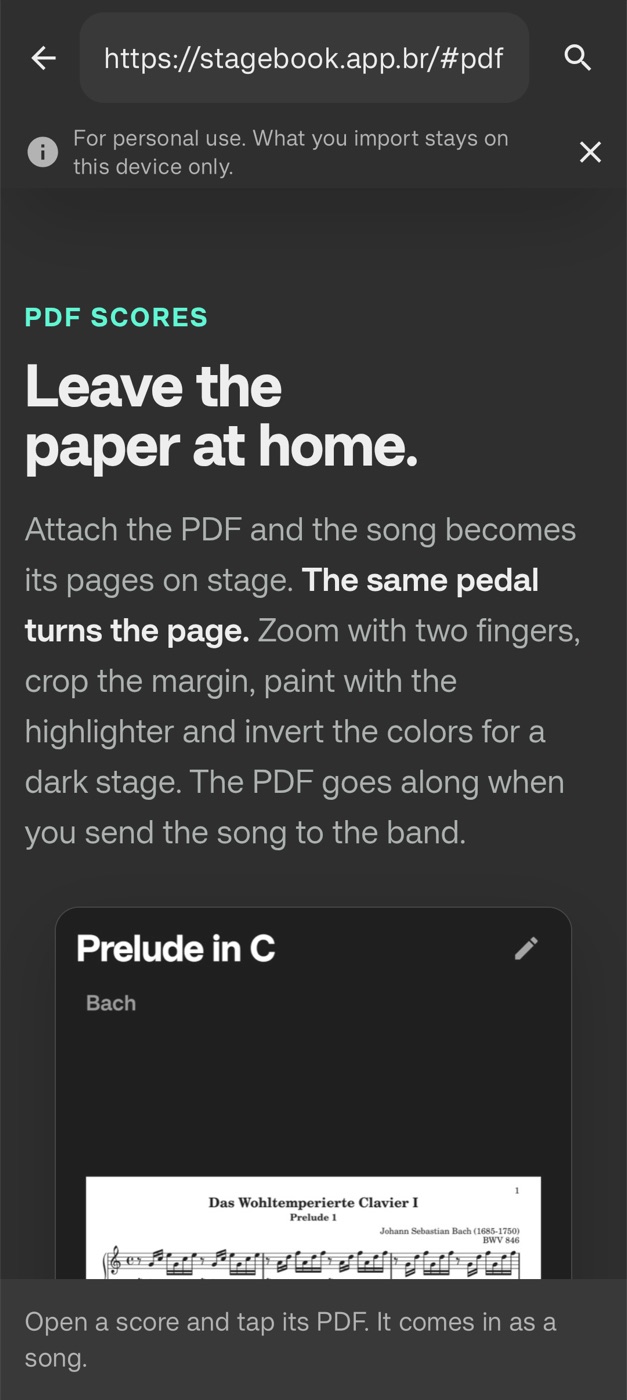 https://stagebook.app.br/#pdf
For personal use. What you import stays on
this device only.
PDF SCORES
Leave the
paper at home.
Attach the PDF and the song becomes
its pages on stage. The same pedal
turns the page. Zoom with two fingers,
crop the margin, paint with the
highlighter and invert the colors for a
dark stage. The PDF goes along when
you send the song to the band.
Prelude in C
Bach
1
Das Wohltemperierte Clavier I
Prelude 1
Johann Sebastian Bach (1685-1750)
BWV 846
Open a score and tap its PDF. It comes in as a
song.